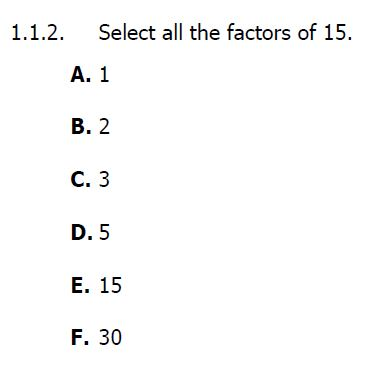 1.1.2. Select all the factors of 15.
A. 1
B. 2
C. 3
D. 5
E. 15
F. 30